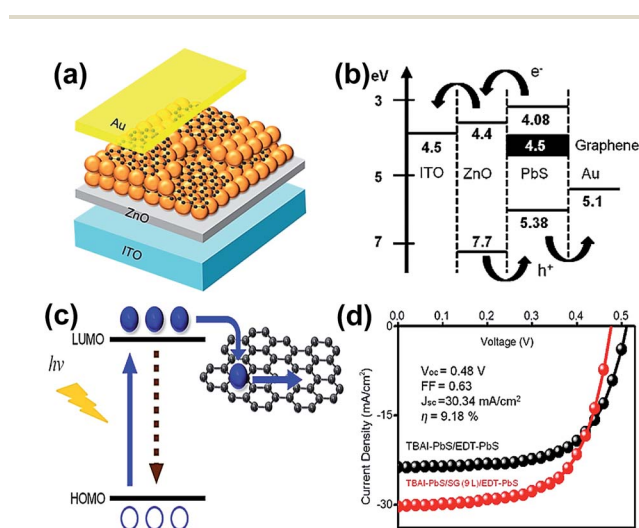 (a)
Au
ZnO
ITO
(b)
eV
3
5
7
e-
4.08
4.4
4.5
4.5
Graphene
ITO
ZnO
PbS
Au
5.1
5.38
7.7
h+
(c)
LUMO
hv
HOMO
(d)
0.0 0.1 0.2 0.3 0.4 0.5
Voltage (V)
0
-15
-30
Current Density (mA/cm²)
Voc = 0.48 V
FF = 0.63
Jsc=30.34 mA/cm²
η = 9.18 %
TBAI-PbS/EDT-PbS
TBAI-PbS/SG (9 L)/EDT-PbS